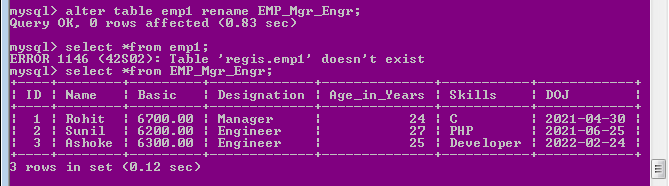 mysql> alter table emp1 rename EMP_Mgr_Engr;
Query OK, 0 rows affected (0.83 sec)
mysql> select *from emp1;
ERROR 1146 (42S02): Table 'regis.emp1' doesn't exist
mysql> select *from EMP_Mgr_Engr;
+----+--------+---------+-------------+--------------+-----------+------------+
| ID | Name | Basic | Designation | Age_in_Years | Skills | DOJ |
+----+--------+---------+-------------+--------------+-----------+------------+
| 1 | Rohit | 6700.00 | Manager | 24 | C | 2021-04-30 |
| 2 | Sunil | 6200.00 | Engineer | 27 | PHP | 2021-06-25 |
| 3 | Ashoke | 6300.00 | Engineer | 25 | Developer | 2022-02-24 |
+----+--------+---------+-------------+--------------+-----------+------------+
3 rows in set (0.12 sec)